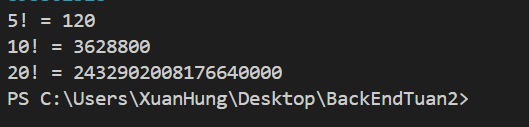 5! = 120
10! = 3628800
20! = 2432902008176640000
PS C:\Users\XuanHung\Desktop\BackEndTuan2>